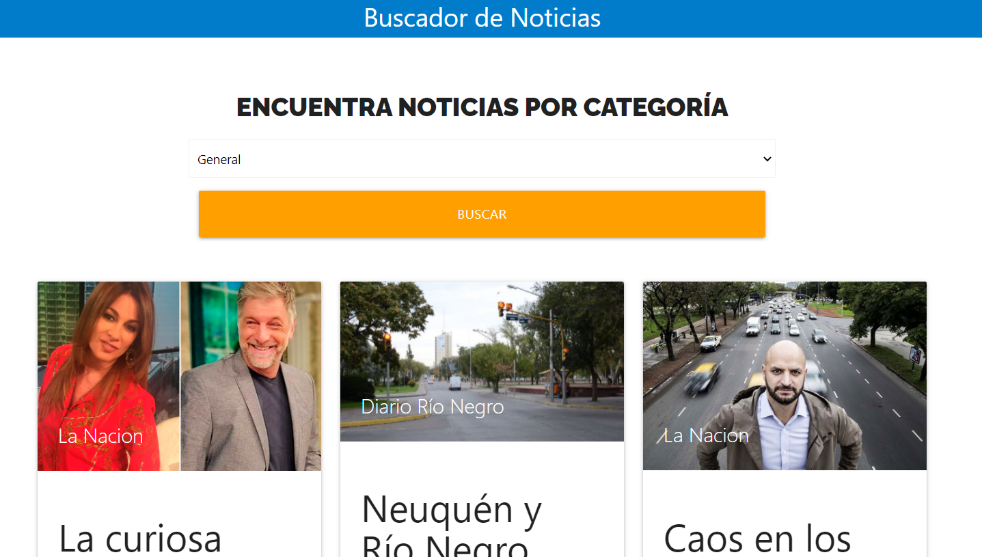 Buscador de Noticias
ENCUENTRA NOTICIAS POR CATEGORÍA
General
BUSCAR
La Nacion
La curiosa
Diario Río Negro
Neuquén y
Río Negro
La Nacion
Caos en los